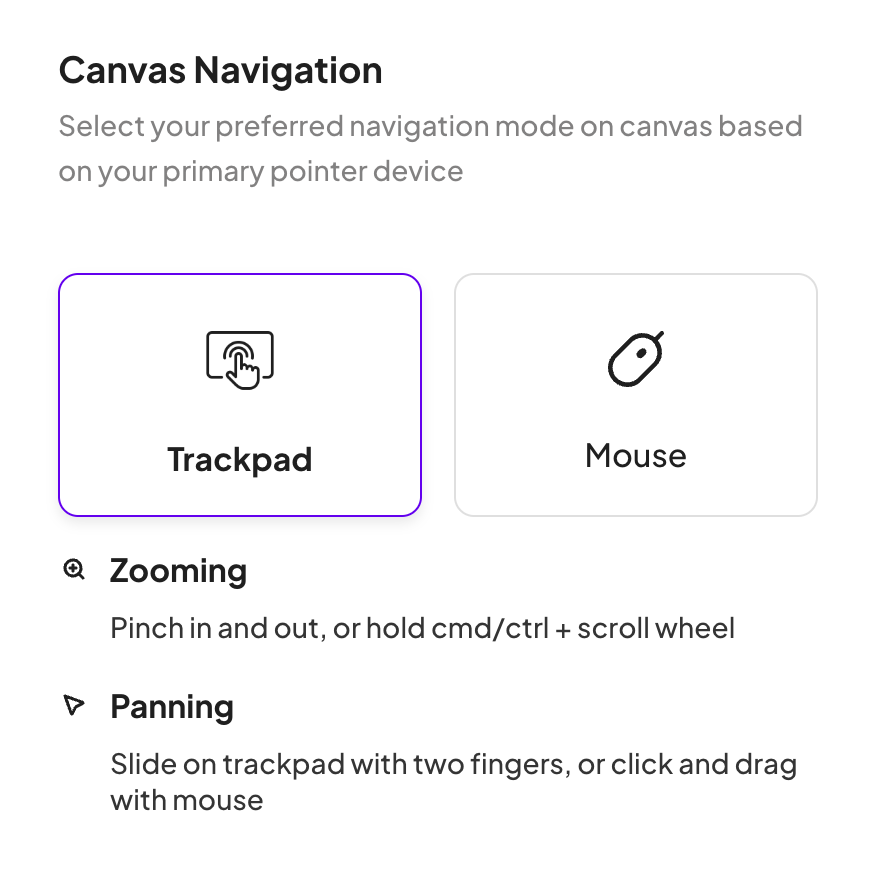 Canvas Navigation
Select your preferred navigation mode on canvas based
on your primary pointer device
Trackpad
Mouse
Zooming
Pinch in and out, or hold cmd/ctrl + scroll wheel
Panning
Slide on trackpad with two fingers, or click and drag
with mouse